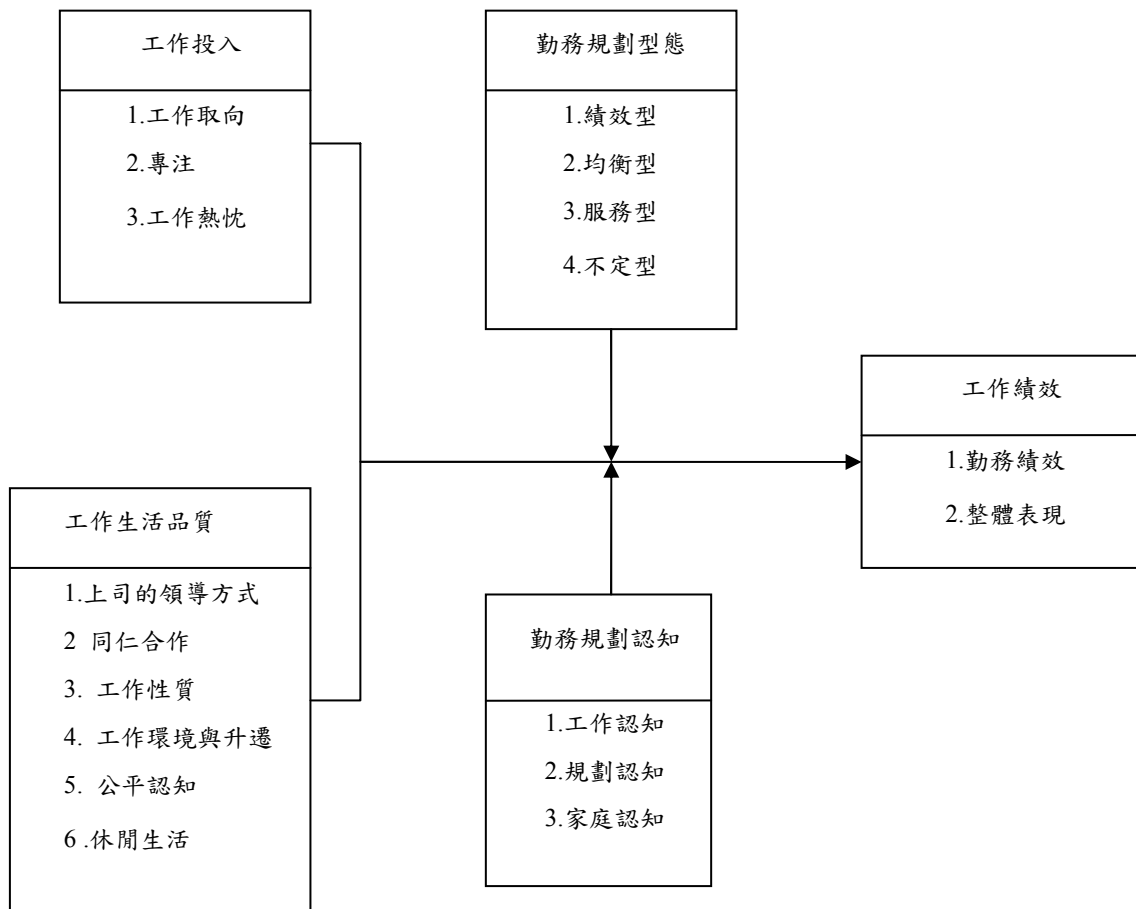 工作投入
1.工作取向
2.專注
3.工作熱忱
勤務規劃型態
1.績效型
2.均衡型
3.服務型
4.不定型
工作績效
1.勤務績效
2.整體表現
工作生活品質
1.上司的領導方式
2 同仁合作
3. 工作性質
4. 工作環境與升遷
5. 公平認知
6 .休閒生活
勤務規劃認知
1.工作認知
2.規劃認知
3.家庭認知